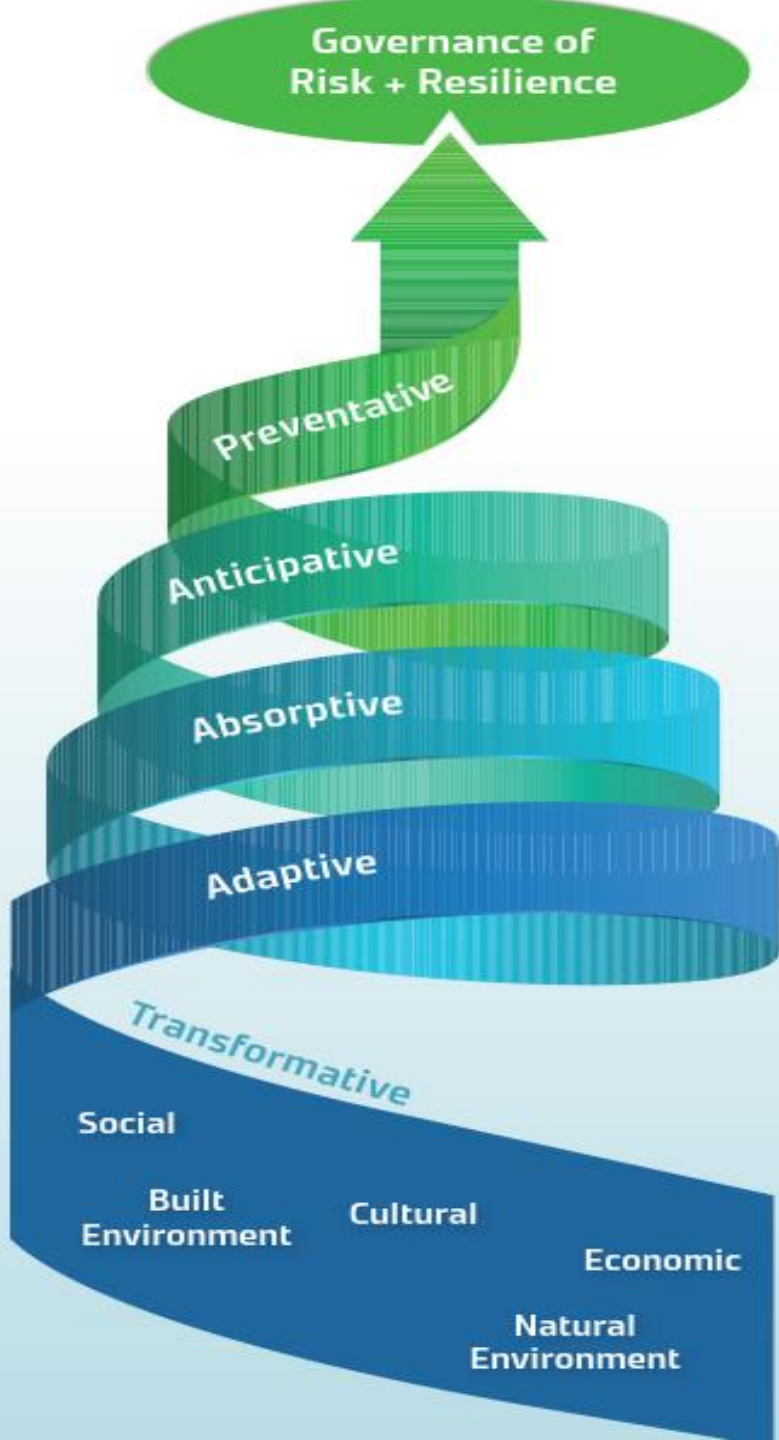 Governance of
Risk + Resilience
Preventative
Anticipative
Absorptive
Adaptive
Transformative
Social
Built
Environment
Cultural
Economic
Natural
Environment